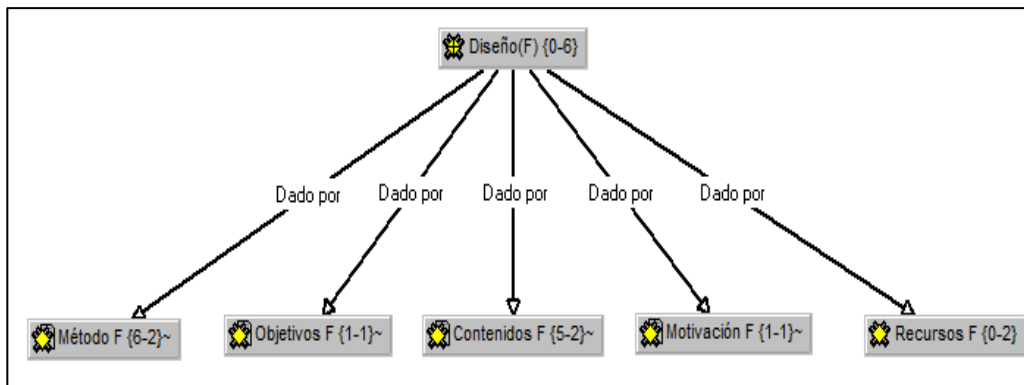 Diseño(F) {0-6}
Dado por Dado por Dado por Dado por Dado por
Método F {6-2}~ Objetivos F {1-1}~ Contenidos F {5-2}~ Motivación F {1-1}~ Recursos F {0-2}